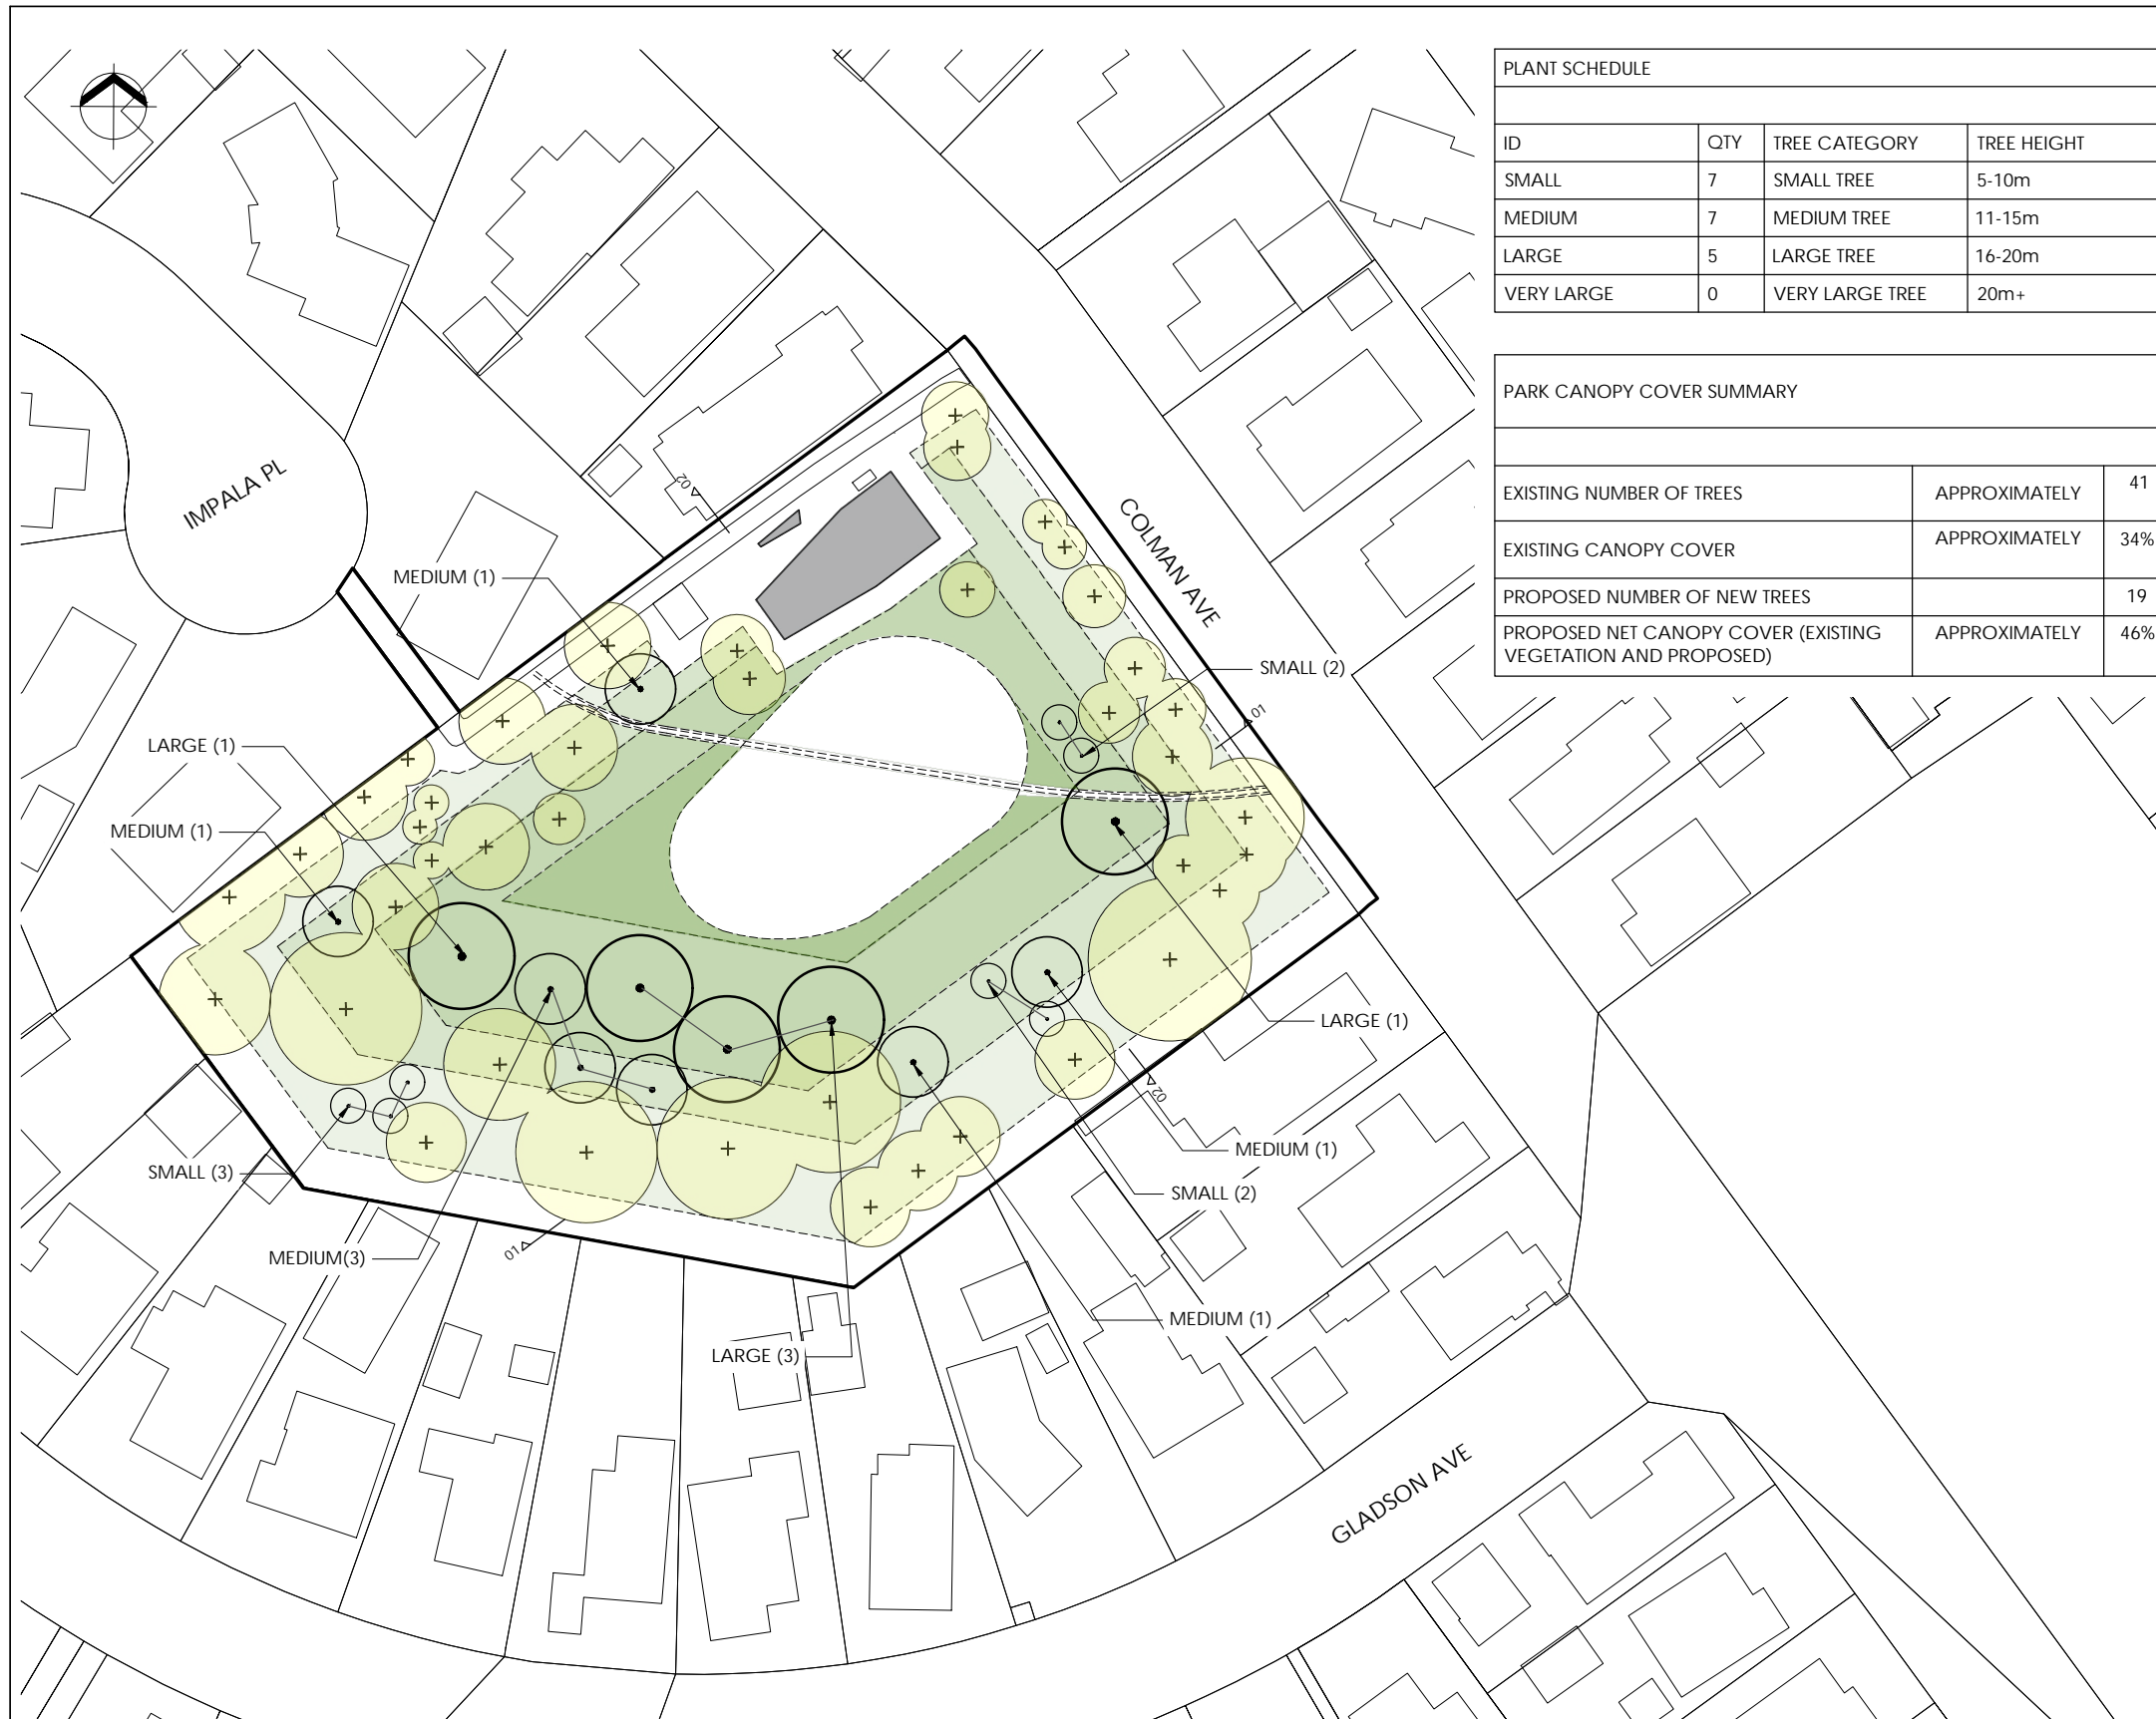 PLANT SCHEDULE
ID QTY TREE CATEGORY TREE HEIGHT
SMALL 7 SMALL TREE 5-10m
MEDIUM 7 MEDIUM TREE 11-15m
LARGE 5 LARGE TREE 16-20m
VERY LARGE 0 VERY LARGE TREE 20m+
PARK CANOPY COVER SUMMARY
EXISTING NUMBER OF TREES APPROXIMATELY 41
EXISTING CANOPY COVER APPROXIMATELY 34%
PROPOSED NUMBER OF NEW TREES 19
PROPOSED NET CANOPY COVER (EXISTING APPROXIMATELY 46%
VEGETATION AND PROPOSED)
IMPALA PL
02
COLMAN AVE
MEDIUM (1)
SMALL (2)
01
LARGE (1)
MEDIUM (1)
LARGE (1)
02
MEDIUM (1)
SMALL (3)
SMALL (2)
01
MEDIUM(3)
MEDIUM (1)
LARGE (3)
GLADSON AVE